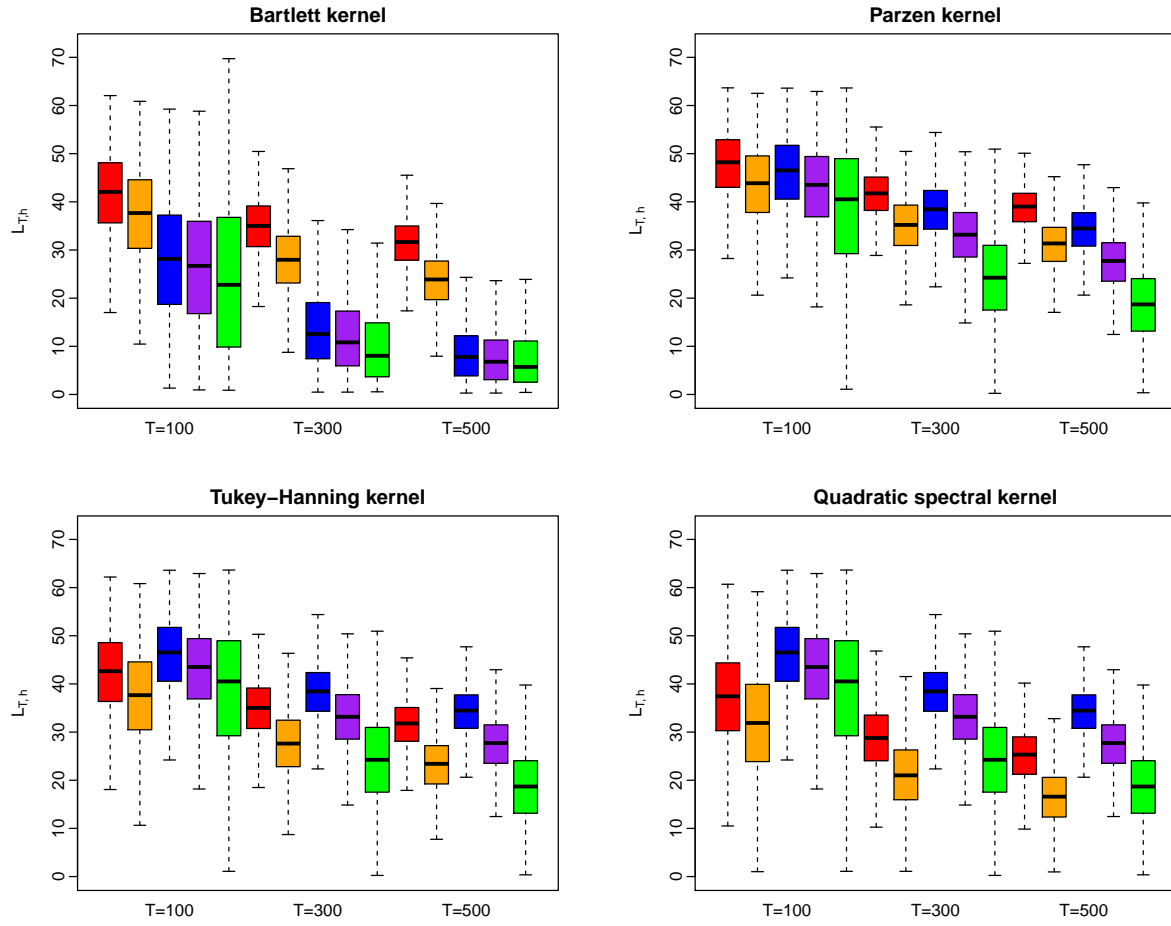 Bartlett kernel
L_{T,h}
70
60
50
40
30
20
10
0
T=100 T=300 T=500
Parzen kernel
L_{T, h}
70
60
50
40
30
20
10
0
T=100 T=300 T=500
Tukey−Hanning kernel
L_{T, h}
70
60
50
40
30
20
10
0
T=100 T=300 T=500
Quadratic spectral kernel
L_{T, h}
70
60
50
40
30
20
10
0
T=100 T=300 T=500